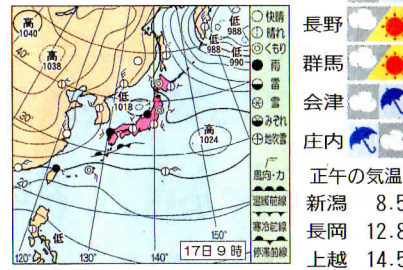 高
1040
高
1038
低
988
低
988
低
990
低
1018
高
1024
低
40°
30°
20°
120°
130°
140°
150°
17日9時
快晴
晴れ
くもり
雨
雷
雪
みぞれ
地吹雪
風向・力
温暖前線
寒冷前線
停滞前線
長野
群馬
会津
庄内
正午の気温
新潟 8.5
長岡 12.8
上越 14.5